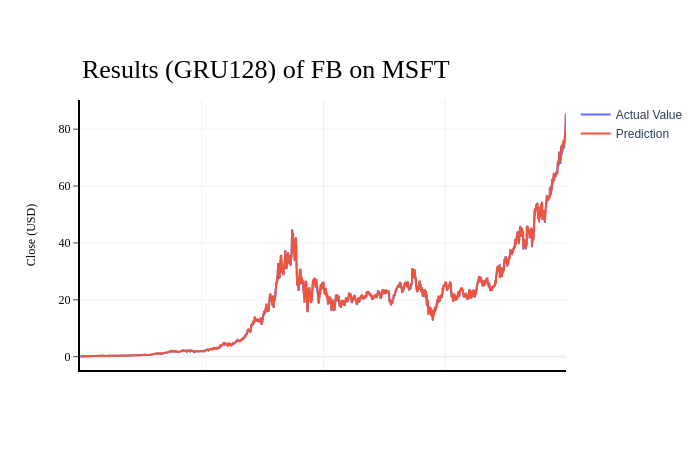 Results (GRU128) of FB on MSFT
Actual Value
Prediction
Close (USD)
80
60
40
20
0